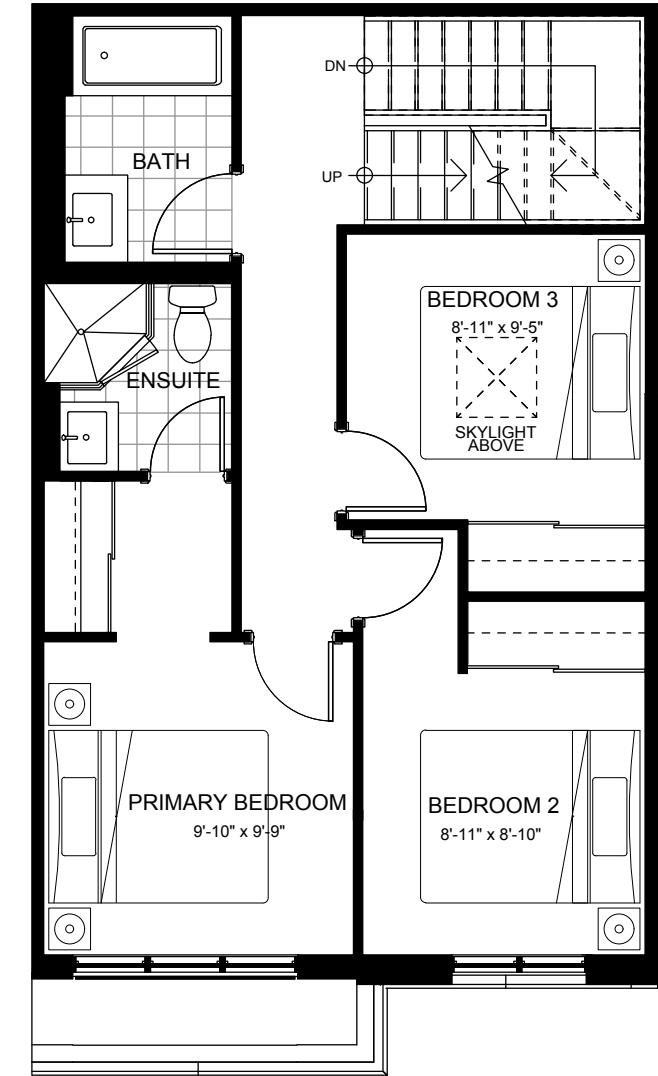 DN
BATH
UP
BEDROOM 3
8'-11" x 9'-5"
ENSUITE
SKYLIGHT
ABOVE
PRIMARY BEDROOM
9'-10" x 9'-9"
BEDROOM 2
8'-11" x 8'-10"